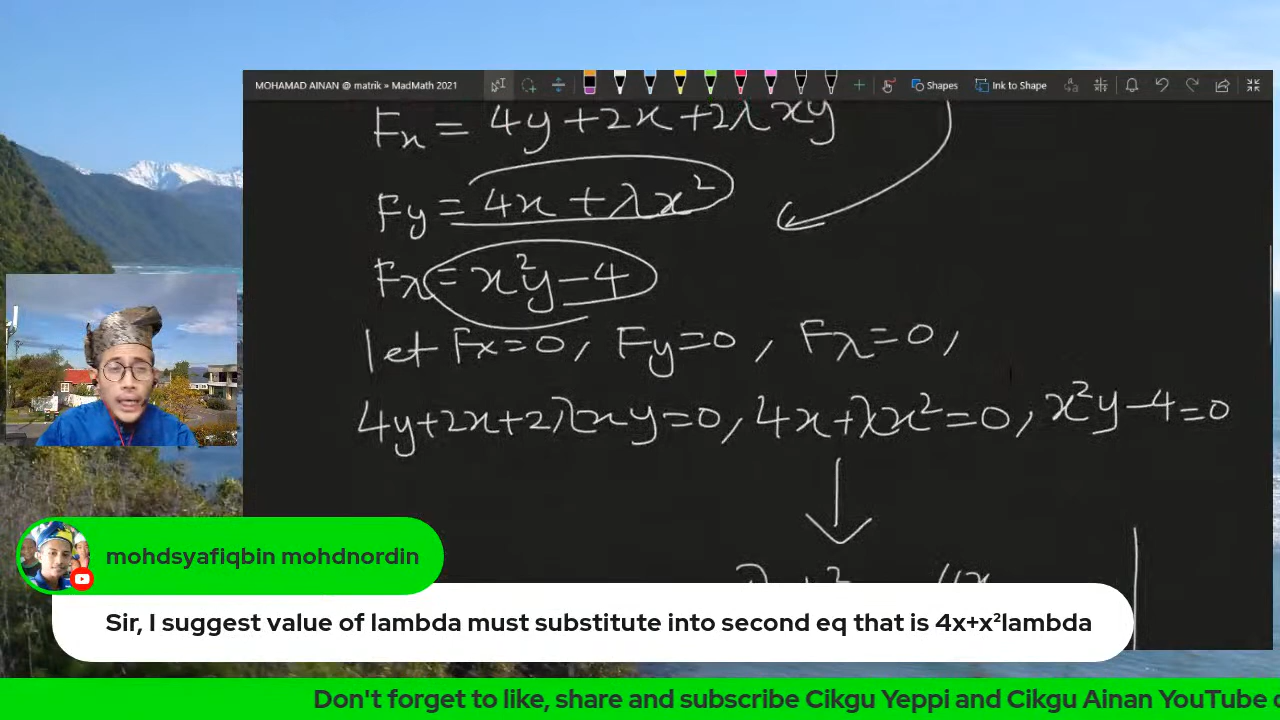 MOHAMAD AINAN @ matrik » MadMath 2021
Shapes
Ink to Shape
Fx = 4y+2x+2λxy
Fy = 4x + λx²
Fλ = x²y-4
let Fx=0, Fy=0, Fλ=0,
4y+2x+2λxy=0, 4x+λx²=0, x²y-4=0
mohdsyafiqbin mohdnordin
Sir, I suggest value of lambda must substitute into second eq that is 4x+x²lambda
Don't forget to like, share and subscribe Cikgu Yeppi and Cikgu Ainan YouTube